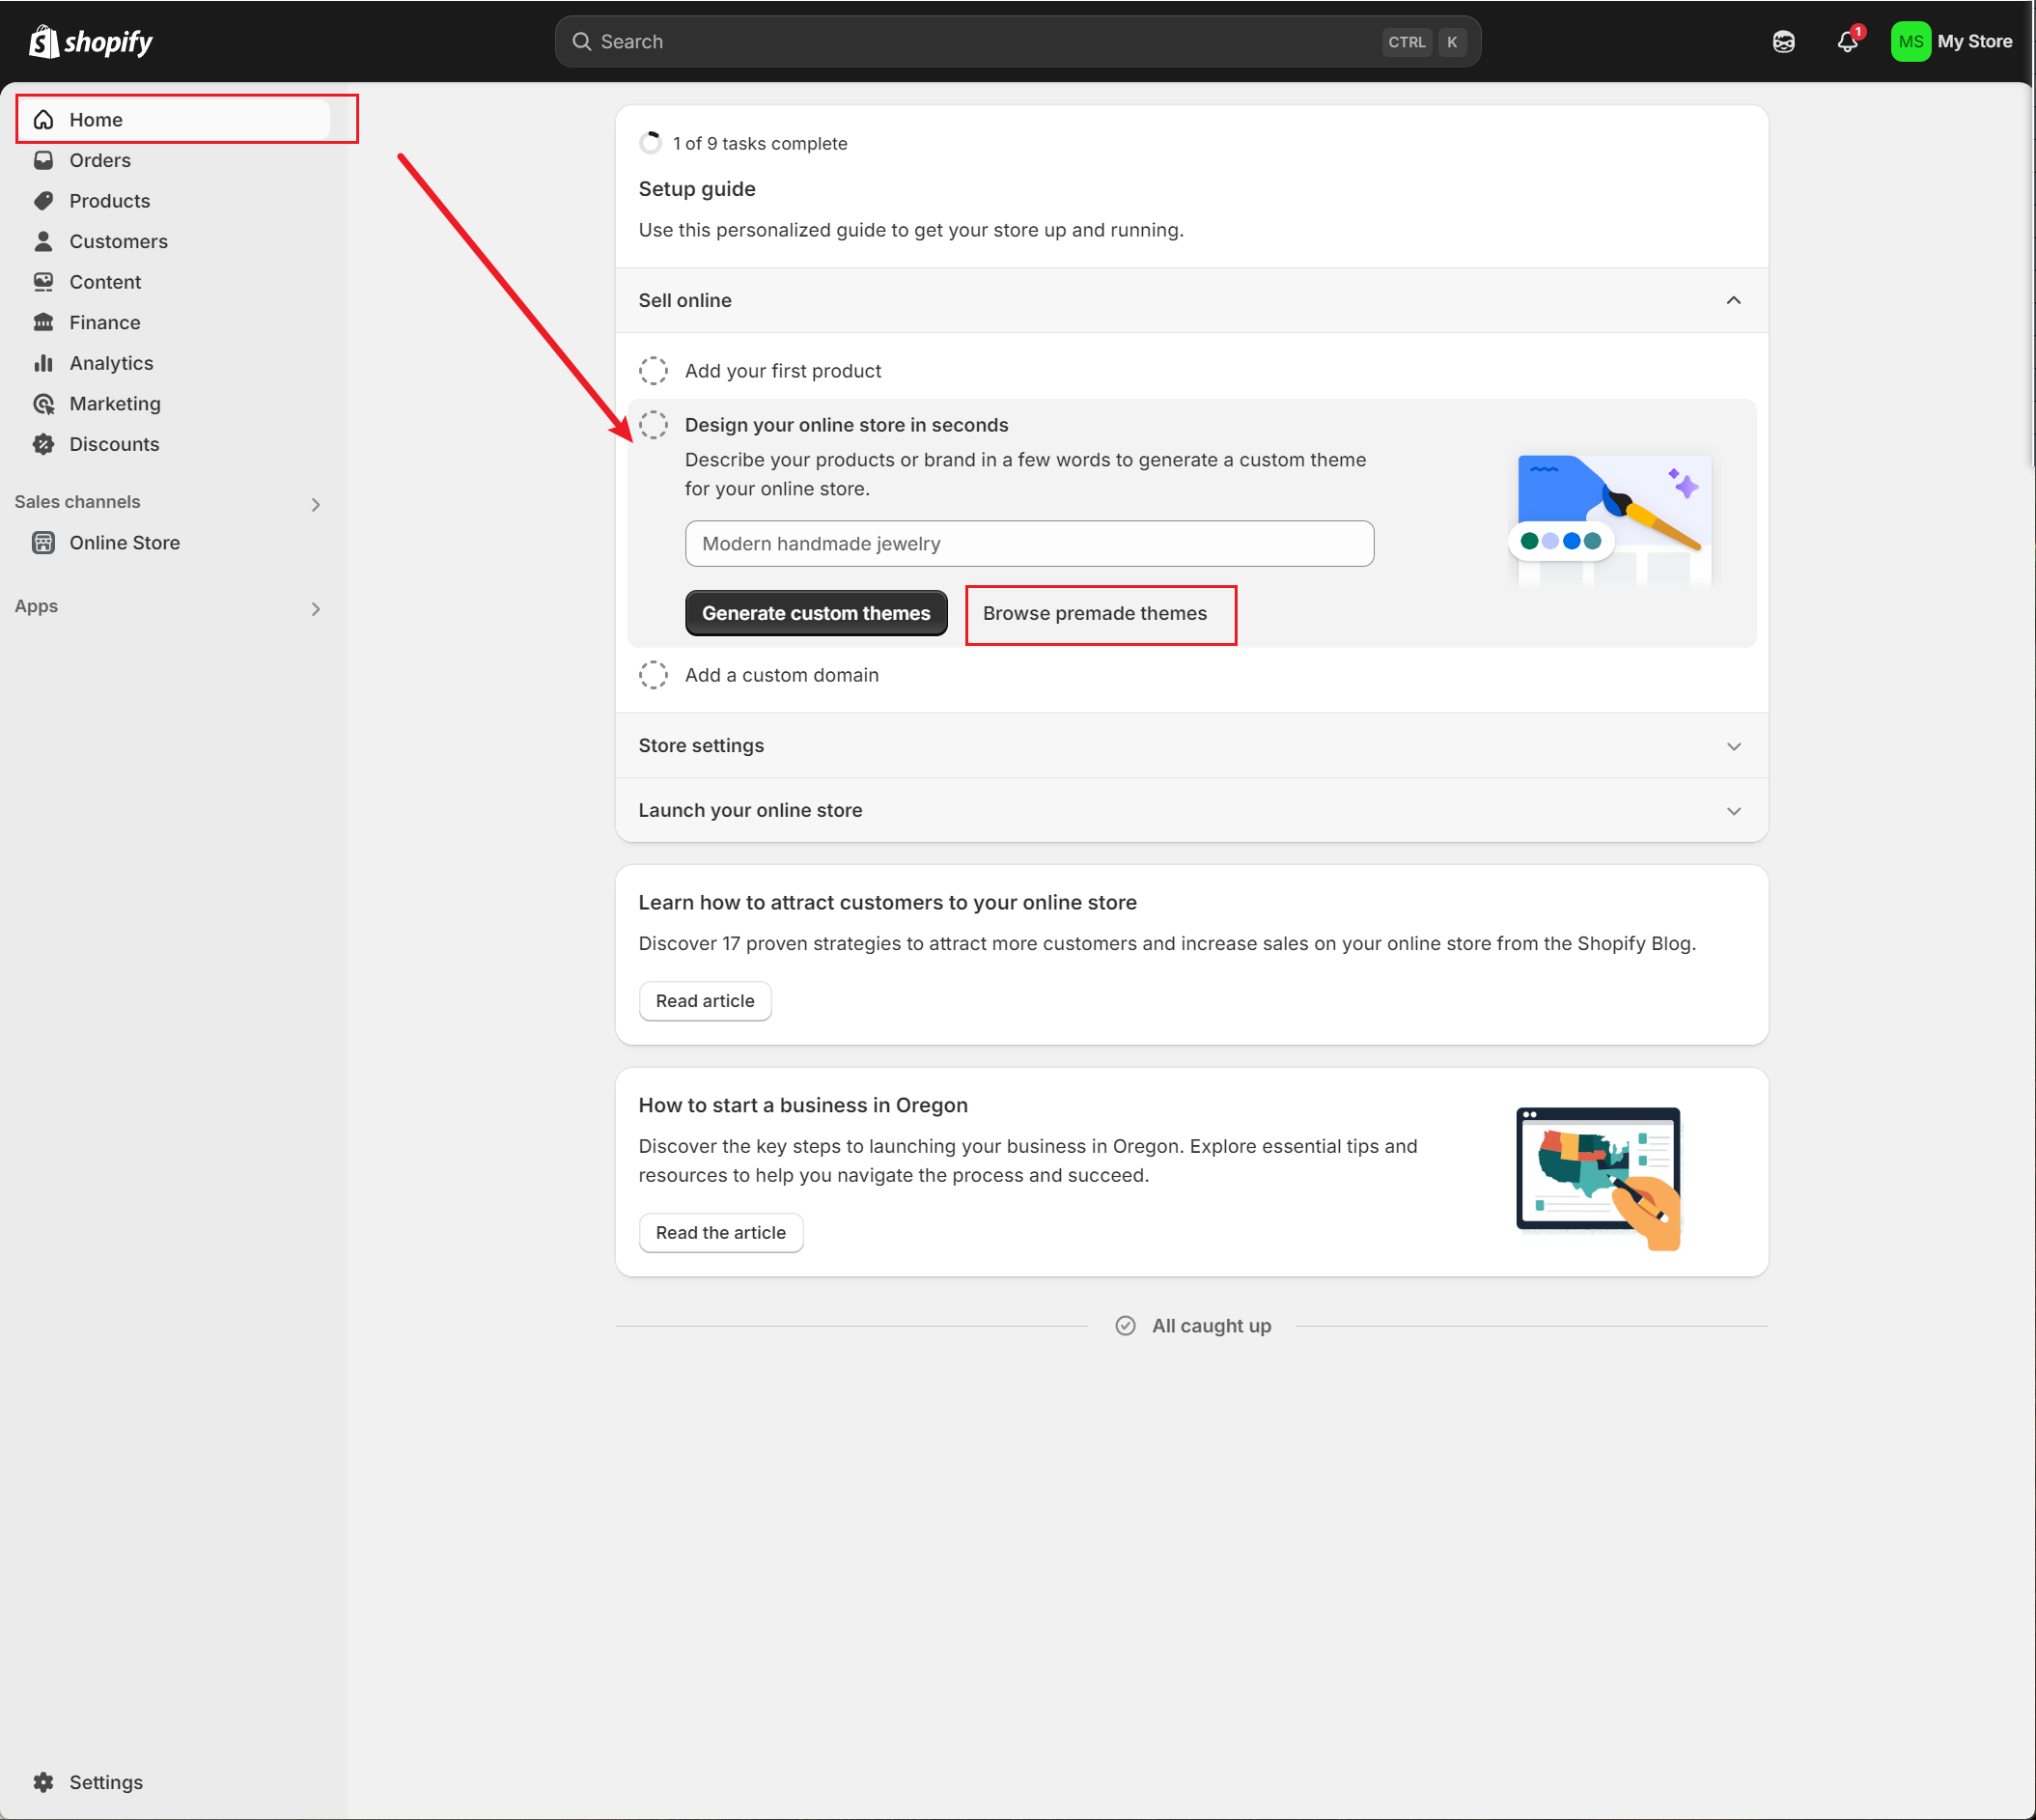 shopify
Search
CTRL K
1
MS
My Store
Home
Orders
Products
Customers
Content
Finance
Analytics
Marketing
Discounts
Sales channels
Online Store
Apps
Settings
1 of 9 tasks complete
Setup guide
Use this personalized guide to get your store up and running.
Sell online
Add your first product
Design your online store in seconds
Describe your products or brand in a few words to generate a custom theme
for your online store.
Modern handmade jewelry
Generate custom themes
Browse premade themes
Add a custom domain
Store settings
Launch your online store
Learn how to attract customers to your online store
Discover 17 proven strategies to attract more customers and increase sales on your online store from the Shopify Blog.
Read article
How to start a business in Oregon
Discover the key steps to launching your business in Oregon. Explore essential tips and
resources to help you navigate the process and succeed.
Read the article
All caught up